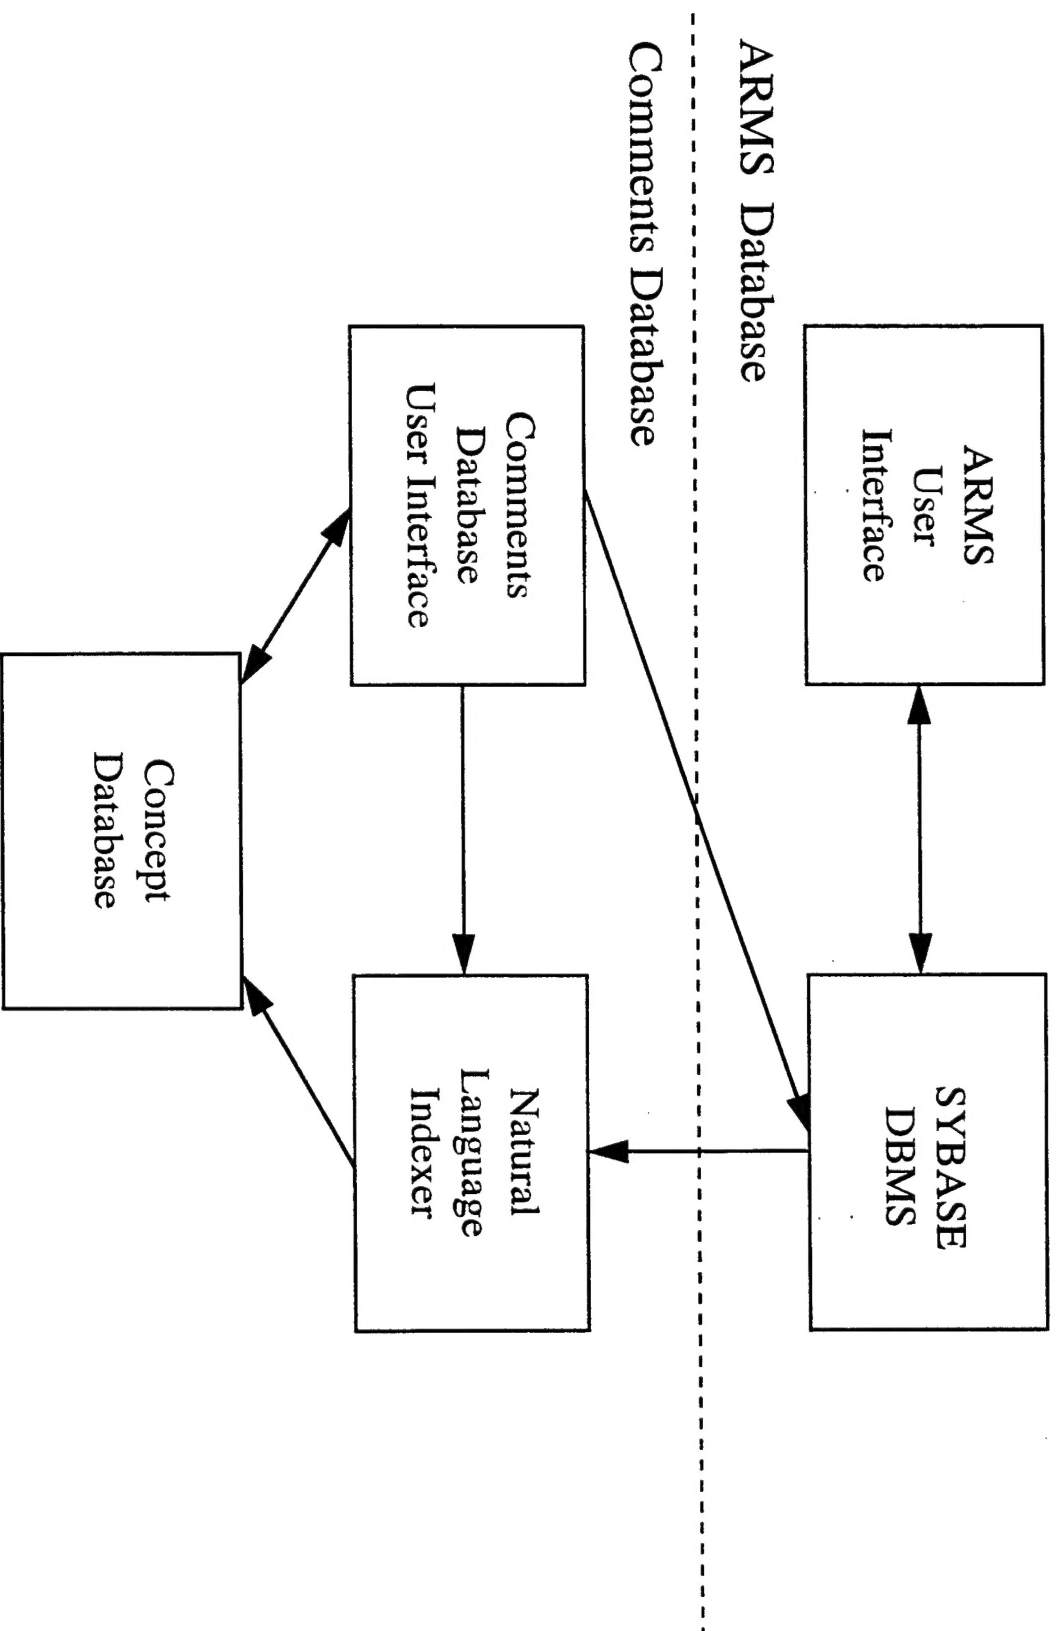 ARMS
User
Interface
SYBASE
DBMS
ARMS Database
Comments Database
Comments
Database
User Interface
Natural
Language
Indexer
Concept
Database